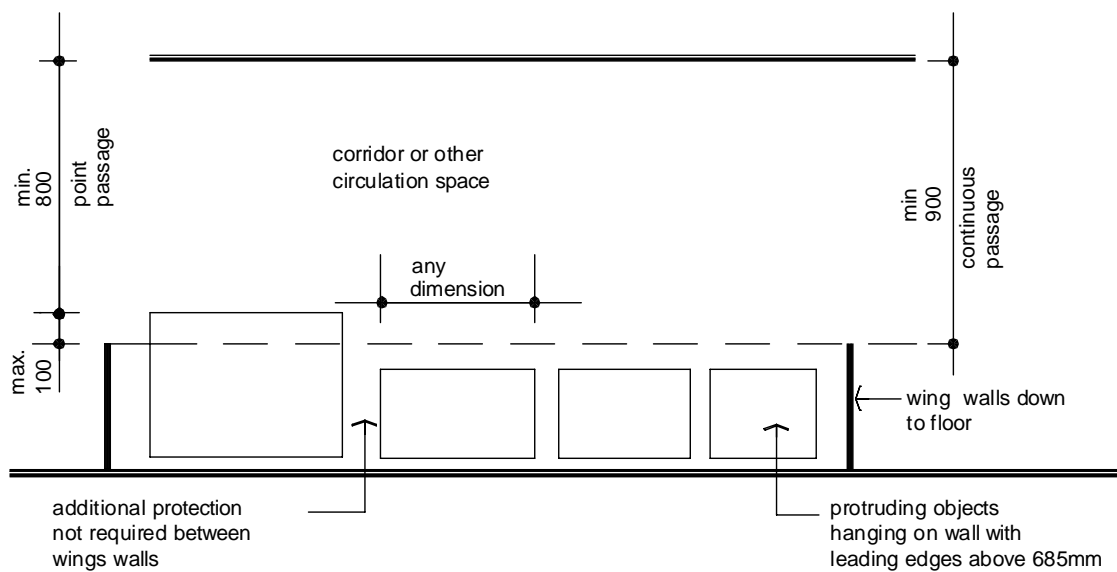 min.
800
point
passage
corridor or other
circulation space
min
900
continuous
passage
any
dimension
max.
100
wing walls down
to floor
additional protection
not required between
wings walls
protruding objects
hanging on wall with
leading edges above 685mm